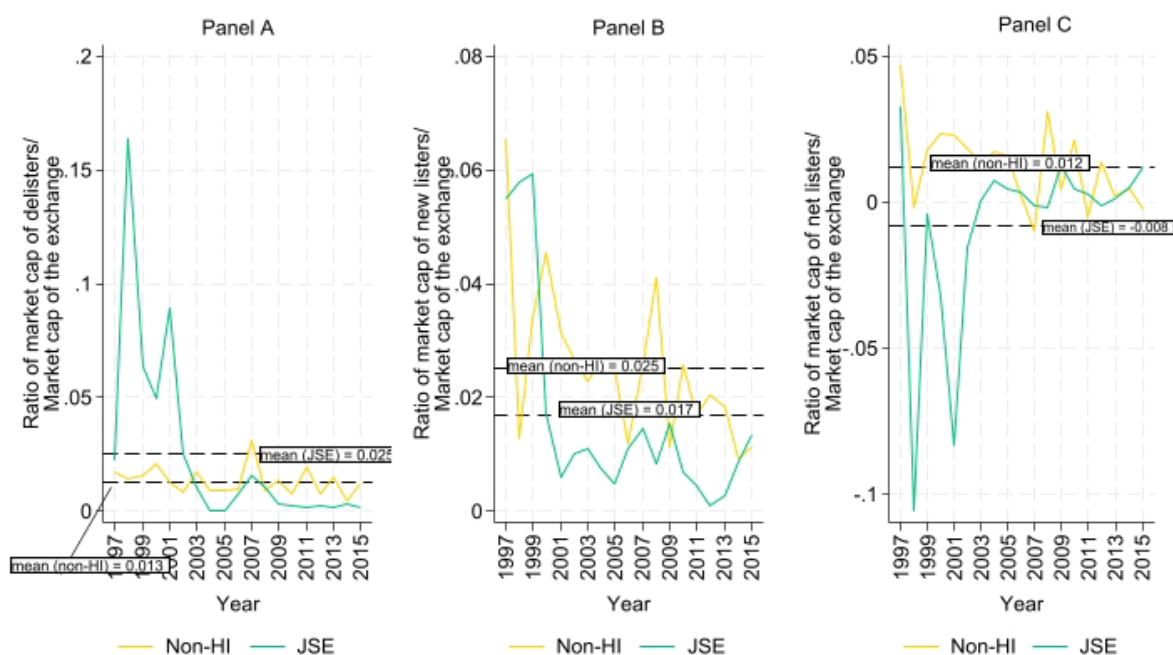 Panel A
Ratio of market cap of delisters/
Market cap of the exchange
.2
.15
.1
.05
0
mean (JSE) = 0.025
mean (non-HI) = 0.013
1997
1999
2001
2003
2005
2007
2009
2011
2013
2015
Year
Non-HI
JSE
Panel B
Ratio of market cap of new listers/
Market cap of the exchange
.08
.06
.04
.02
0
mean (non-HI) = 0.025
mean (JSE) = 0.017
1997
1999
2001
2003
2005
2007
2009
2011
2013
2015
Year
Panel C
Ratio of market cap of net listers/
Market cap of the exchange
.05
0
-.05
-.1
mean (non-HI) = 0.012
mean (JSE) = -0.008
1997
1999
2001
2003
2005
2007
2009
2011
2013
2015
Year
Non-HI
JSE